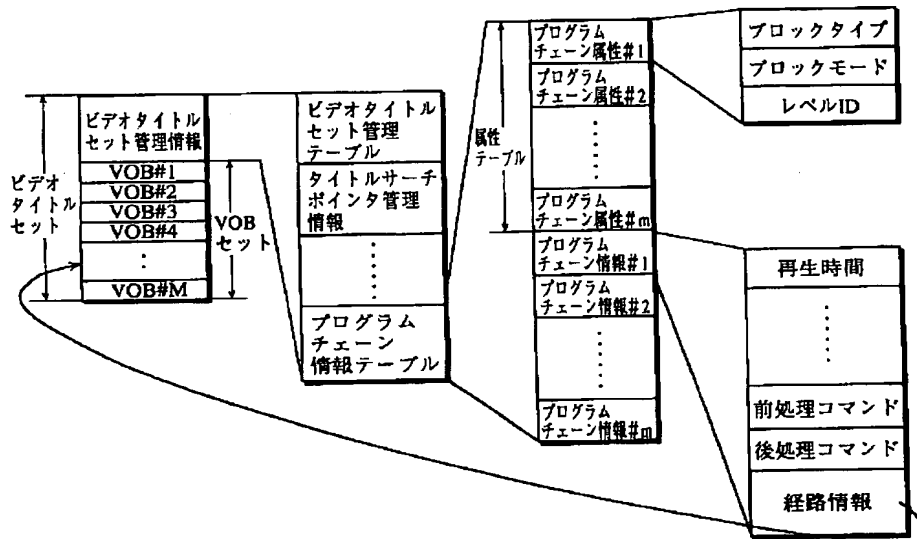 ビデオ
タイトル
セット
ビデオタイトル
セット管理情報
VOB#1
VOB#2
VOB#3
VOB#4
VOB#M
VOB
セット
ビデオタイトル
セット管理
テーブル
タイトルサーチ
ポインタ管理
情報
プログラム
チェーン
情報テーブル
属性
テーブル
プログラム
チェーン属性#1
プログラム
チェーン属性#2
プログラム
チェーン属性#m
プログラム
チェーン情報#1
プログラム
チェーン情報#2
プログラム
チェーン情報#m
ブロックタイプ
ブロックモード
レベルID
再生時間
前処理コマンド
後処理コマンド
経路情報